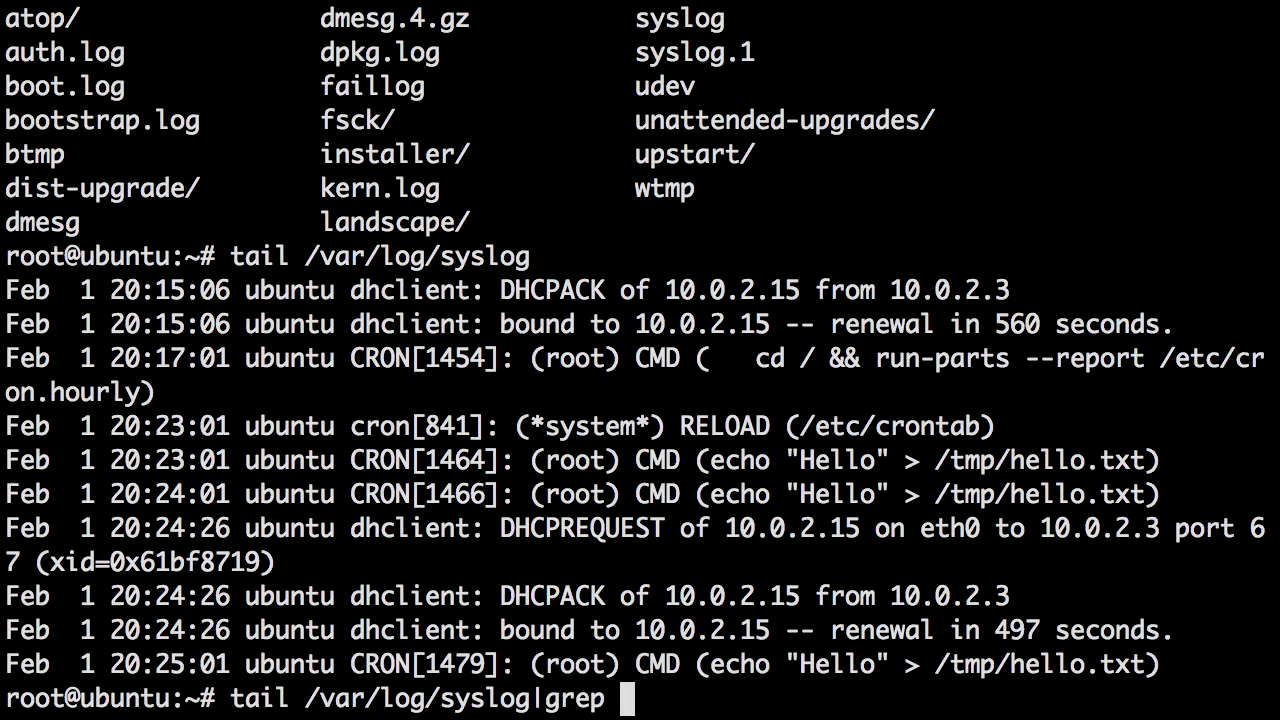 atop/                dmesg.4.gz           syslog
auth.log             dpkg.log             syslog.1
boot.log             faillog              udev
bootstrap.log        fsck/                unattended-upgrades/
btmp                 installer/           upstart/
dist-upgrade/        kern.log             wtmp
dmesg                landscape/
root@ubuntu:~# tail /var/log/syslog
Feb  1 20:15:06 ubuntu dhclient: DHCPACK of 10.0.2.15 from 10.0.2.3
Feb  1 20:15:06 ubuntu dhclient: bound to 10.0.2.15 -- renewal in 560 seconds.
Feb  1 20:17:01 ubuntu CRON[1454]: (root) CMD (   cd / && run-parts --report /etc/cr
on.hourly)
Feb  1 20:23:01 ubuntu cron[841]: (*system*) RELOAD (/etc/crontab)
Feb  1 20:23:01 ubuntu CRON[1464]: (root) CMD (echo "Hello" > /tmp/hello.txt)
Feb  1 20:24:01 ubuntu CRON[1466]: (root) CMD (echo "Hello" > /tmp/hello.txt)
Feb  1 20:24:26 ubuntu dhclient: DHCPREQUEST of 10.0.2.15 on eth0 to 10.0.2.3 port 6
7 (xid=0x61bf8719)
Feb  1 20:24:26 ubuntu dhclient: DHCPACK of 10.0.2.15 from 10.0.2.3
Feb  1 20:24:26 ubuntu dhclient: bound to 10.0.2.15 -- renewal in 497 seconds.
Feb  1 20:25:01 ubuntu CRON[1479]: (root) CMD (echo "Hello" > /tmp/hello.txt)
root@ubuntu:~# tail /var/log/syslog|grep